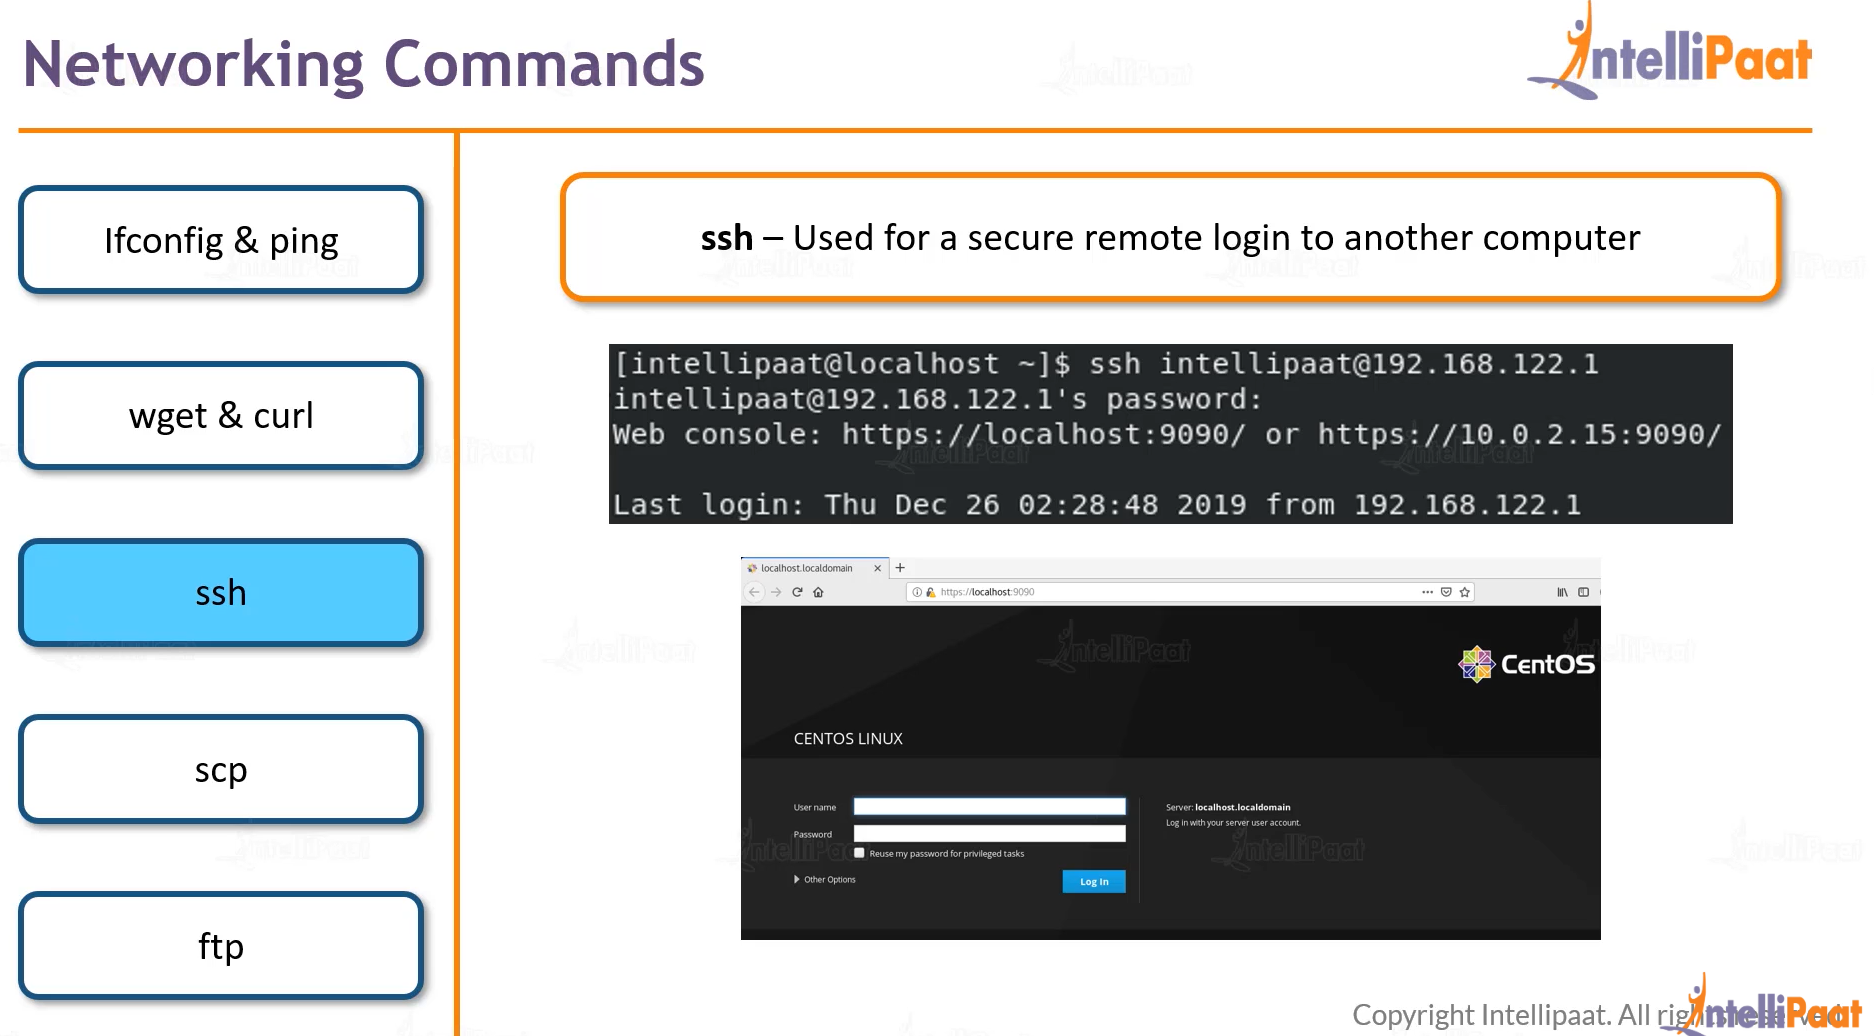 Networking Commands
IntelliPaat
Ifconfig & ping
wget & curl
ssh
scp
ftp
ssh – Used for a secure remote login to another computer
[intellipaat@localhost ~]$ ssh intellipaat@192.168.122.1
intellipaat@192.168.122.1's password:
Web console: https://localhost:9090/ or https://10.0.2.15:9090/
Last login: Thu Dec 26 02:28:48 2019 from 192.168.122.1
localhost.localdomain
https://localhost:9090
CentOS
CENTOS LINUX
User name
Password
Reuse my password for privileged tasks
Other Options
Log In
Server: localhost.localdomain
Log in with your server user account.
Copyright Intellipaat. All rights reserved.
IntelliPaat